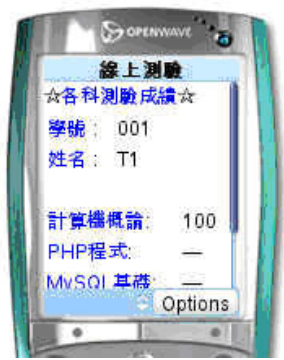 OPENWAVE
線上測驗
☆各科測驗成績☆
學號： 001
姓名： T1
計算機概論: 100
PHP程式: —
MySQL基礎: —
Options